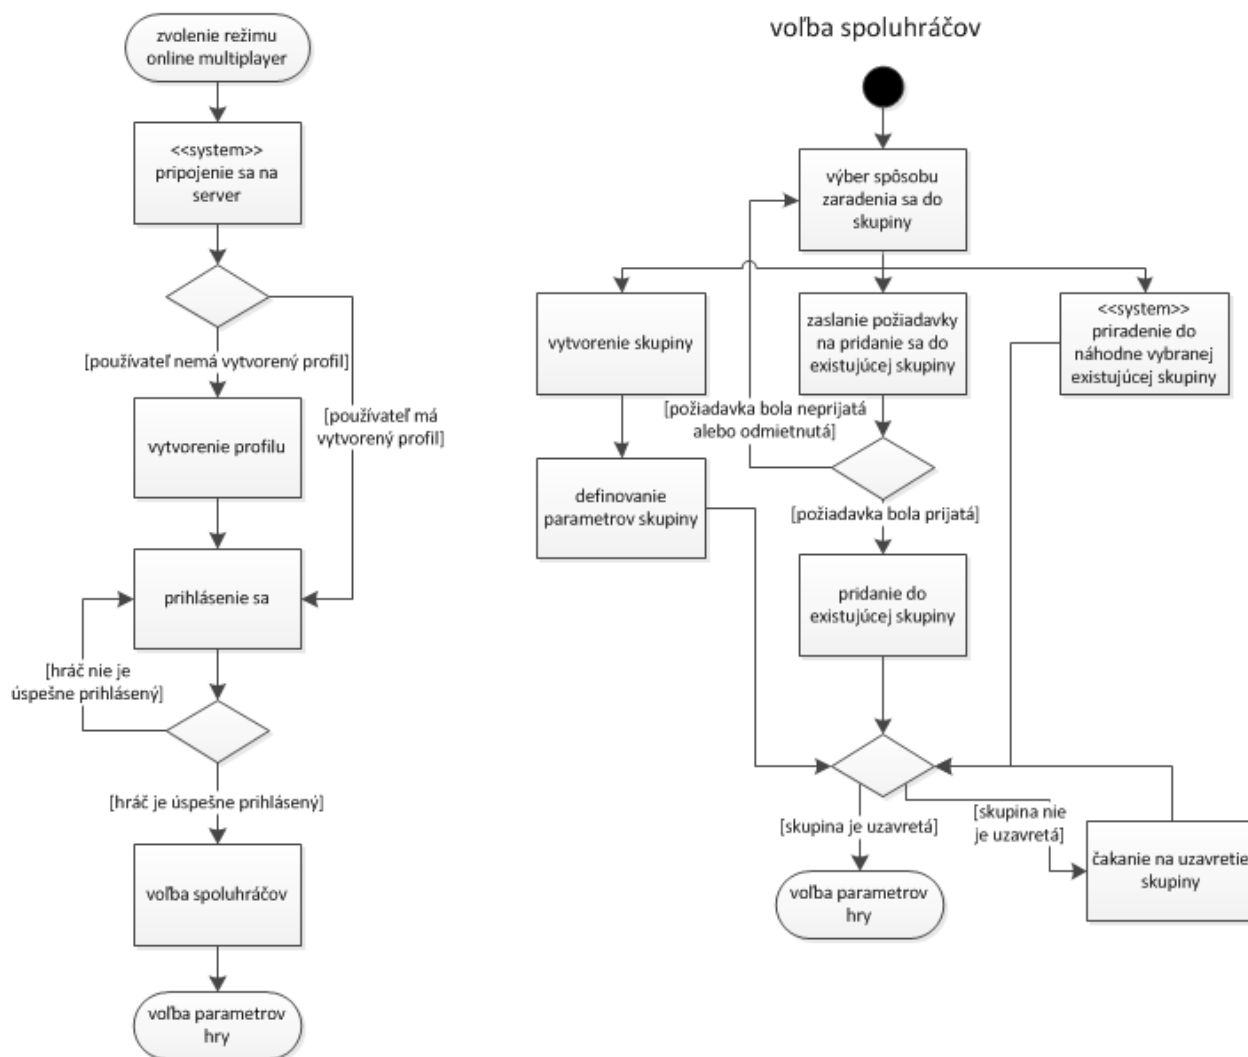 zvolenie režimu
online multiplayer
<<system>>
pripojenie sa na
server
[používateľ nemá vytvorený profil]
[používateľ má
vytvorený profil]
vytvorenie profilu
prihlásenie sa
[hráč nie je
úspešne prihlásený]
[hráč je úspešne prihlásený]
voľba spoluhráčov
voľba parametrov
hry
voľba spoluhráčov
výber spôsobu
zaradenia sa do
skupiny
vytvorenie skupiny
zaslanie požiadavky
na pridanie sa do
existujúcej skupiny
<<system>>
priradenie do
náhodne vybranej
existujúcej skupiny
[požiadavka bola neprijatá
alebo odmietnutá]
definovanie
parametrov skupiny
[požiadavka bola prijatá]
pridanie do
existujúcej skupiny
[skupina je uzavretá]
[skupina nie
je uzavretá]
čakanie na uzavretie
skupiny
voľba parametrov
hry